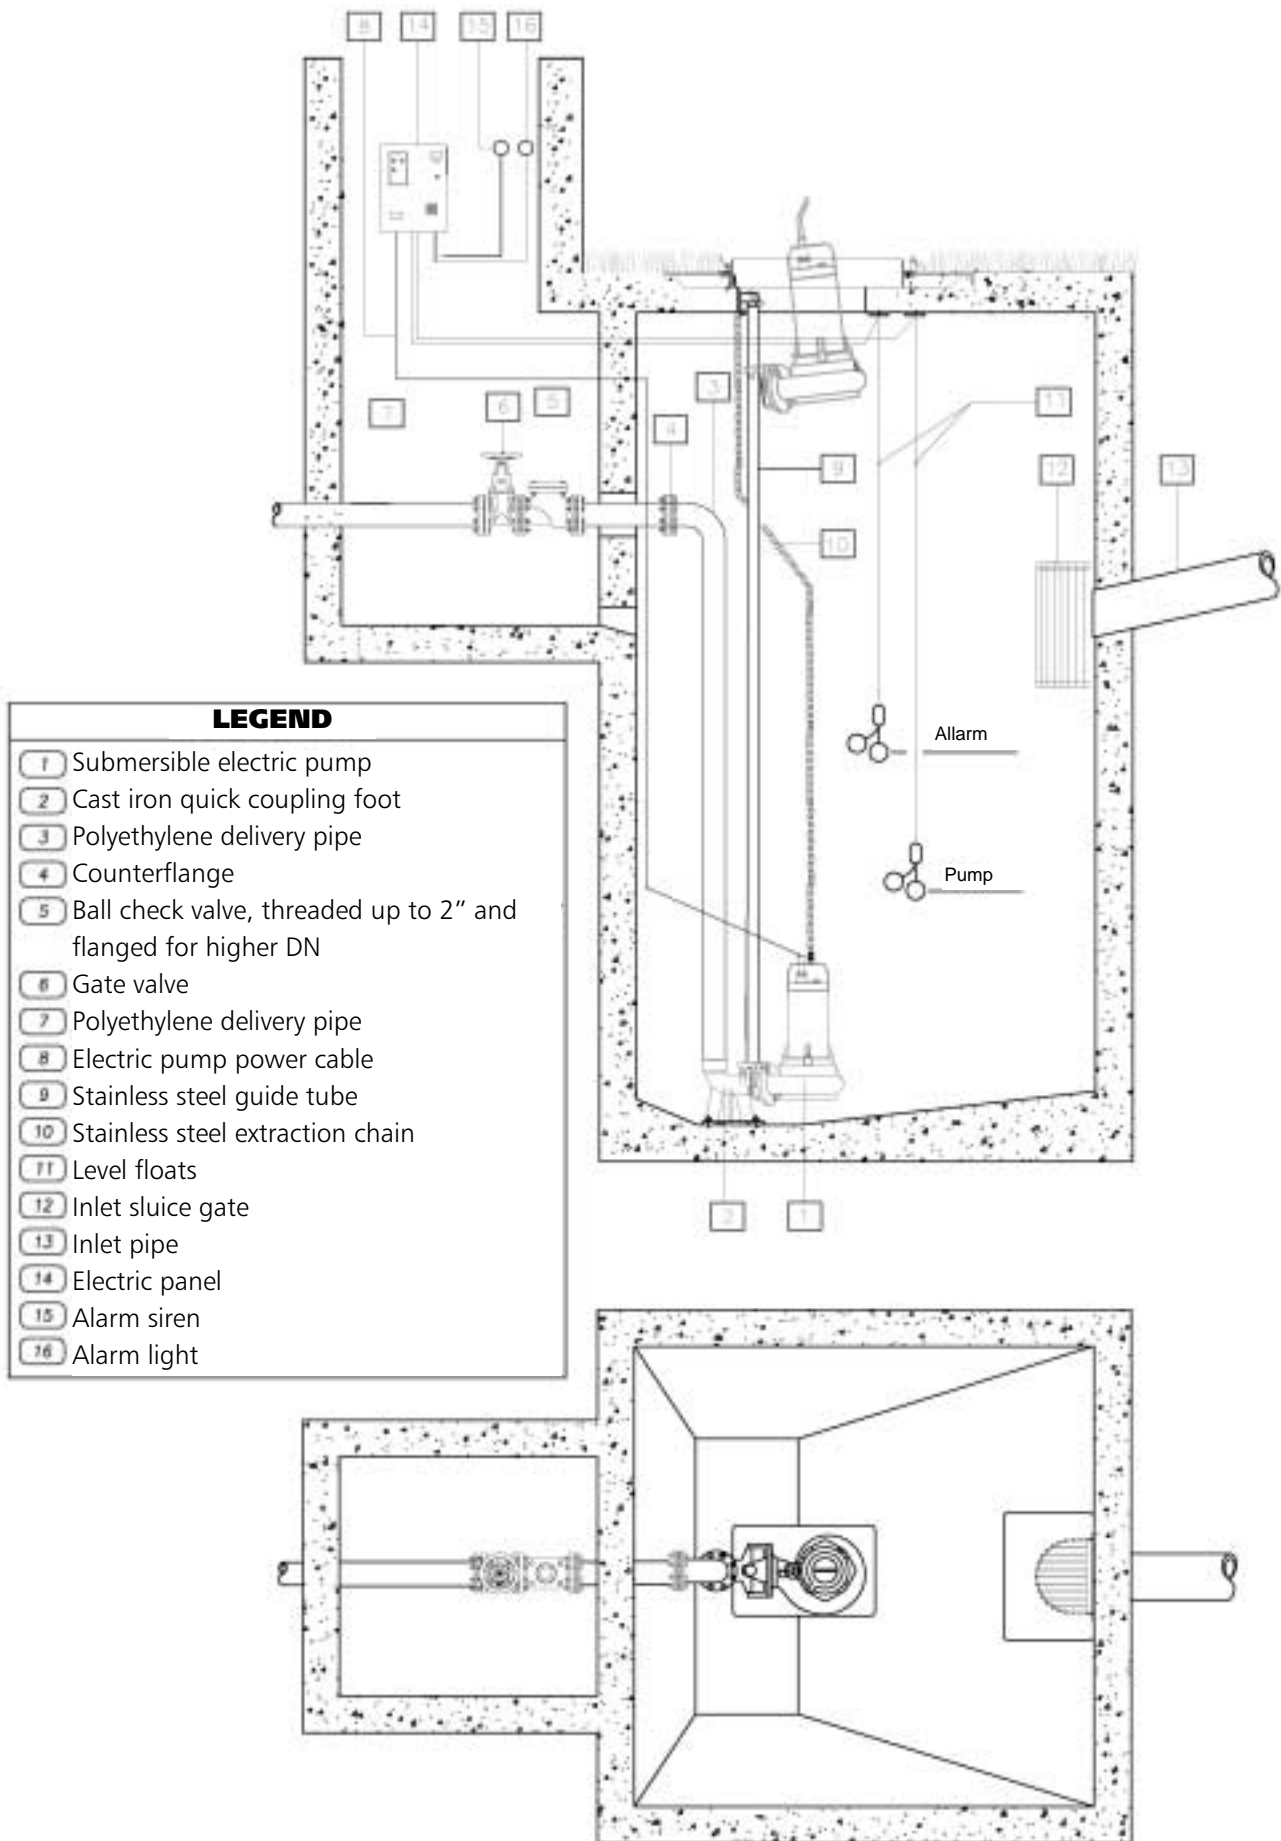 8 14 15 16
3
11
7 6 5
4
9 12 13
10
Allarm
Pump
2 1
LEGEND
1 Submersible electric pump
2 Cast iron quick coupling foot
3 Polyethylene delivery pipe
4 Counterflange
5 Ball check valve, threaded up to 2” and
flanged for higher DN
6 Gate valve
7 Polyethylene delivery pipe
8 Electric pump power cable
9 Stainless steel guide tube
10 Stainless steel extraction chain
11 Level floats
12 Inlet sluice gate
13 Inlet pipe
14 Electric panel
15 Alarm siren
16 Alarm light